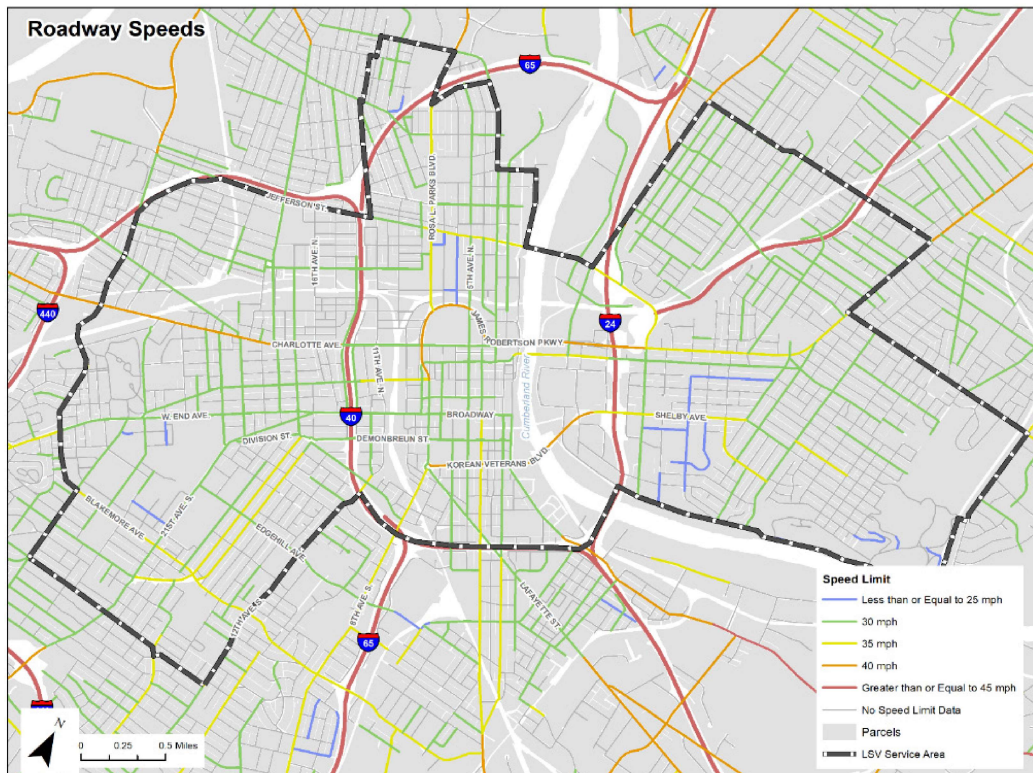 Roadway Speeds
65
JEFFERSON ST.
ROSA L. PARKS BLVD.
16TH AVE. N.
5TH AVE. N.
440
24
JAMES ROBERTSON PKWY
CHARLOTTE AVE.
11TH AVE. N.
Cumberland River
W. END AVE.
40
BROADWAY
SHELBY AVE.
DIVISION ST.
DEMONBREUN ST
KOREAN VETERANS BLVD.
BLAKEMORE AVE.
21ST AVE. S.
EDGEHILL AVE.
12TH AVE. S.
8TH AVE. S.
LAFAYETTE ST.
65
N
0 0.25 0.5 Miles
Speed Limit
Less than or Equal to 25 mph
30 mph
35 mph
40 mph
Greater than or Equal to 45 mph
No Speed Limit Data
Parcels
LSV Service Area